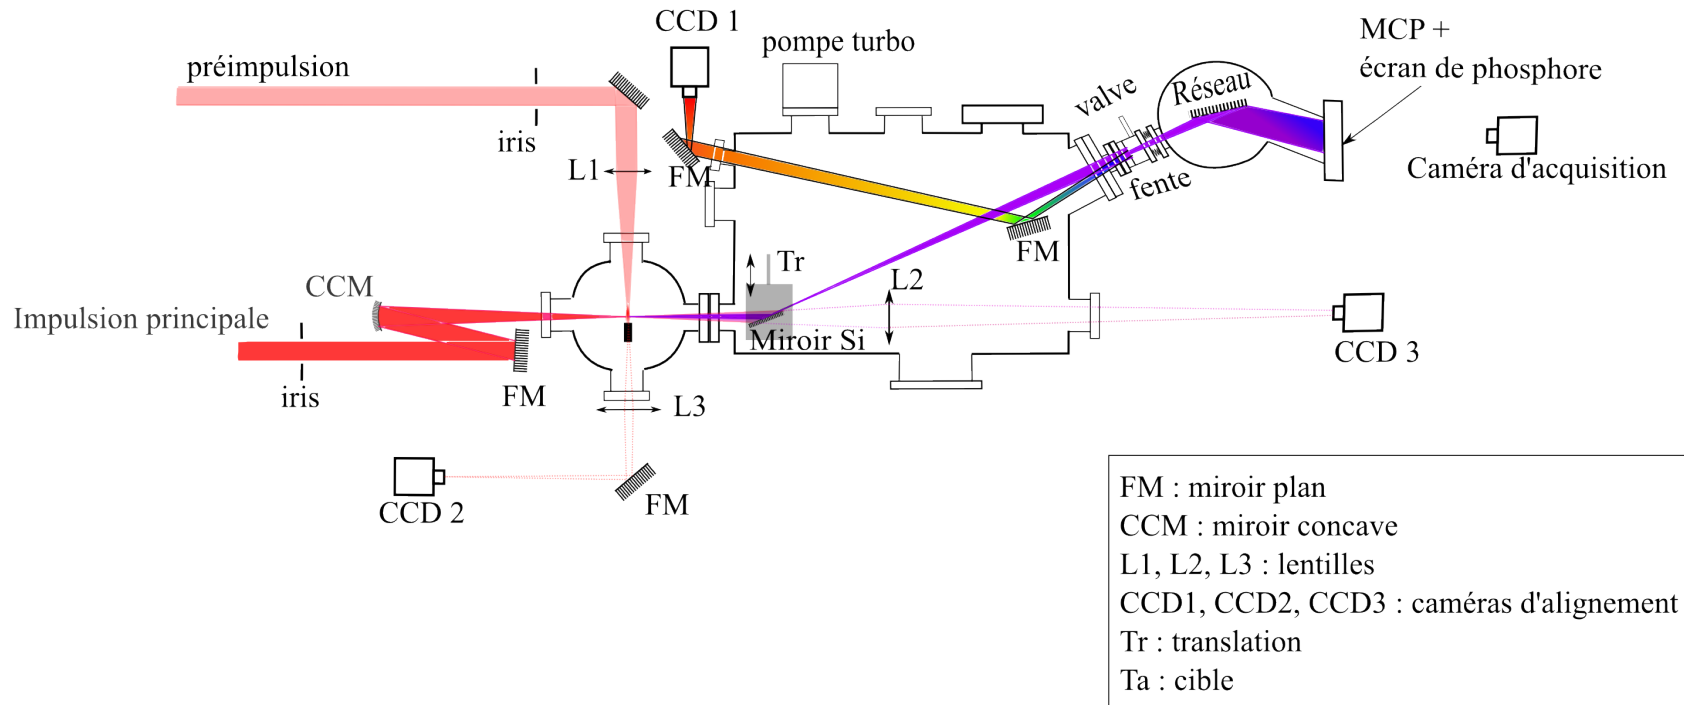 CCD 1
pompe turbo
MCP +
écran de phosphore
préimpulsion
Réseau
valve
iris
L1
FM
fente
Caméra d'acquisition
FM
Tr
L2
CCM
Impulsion principale
Miroir Si
CCD 3
FM
iris
L3
FM
CCD 2
FM : miroir plan
CCM : miroir concave
L1, L2, L3 : lentilles
CCD1, CCD2, CCD3 : caméras d'alignement
Tr : translation
Ta : cible